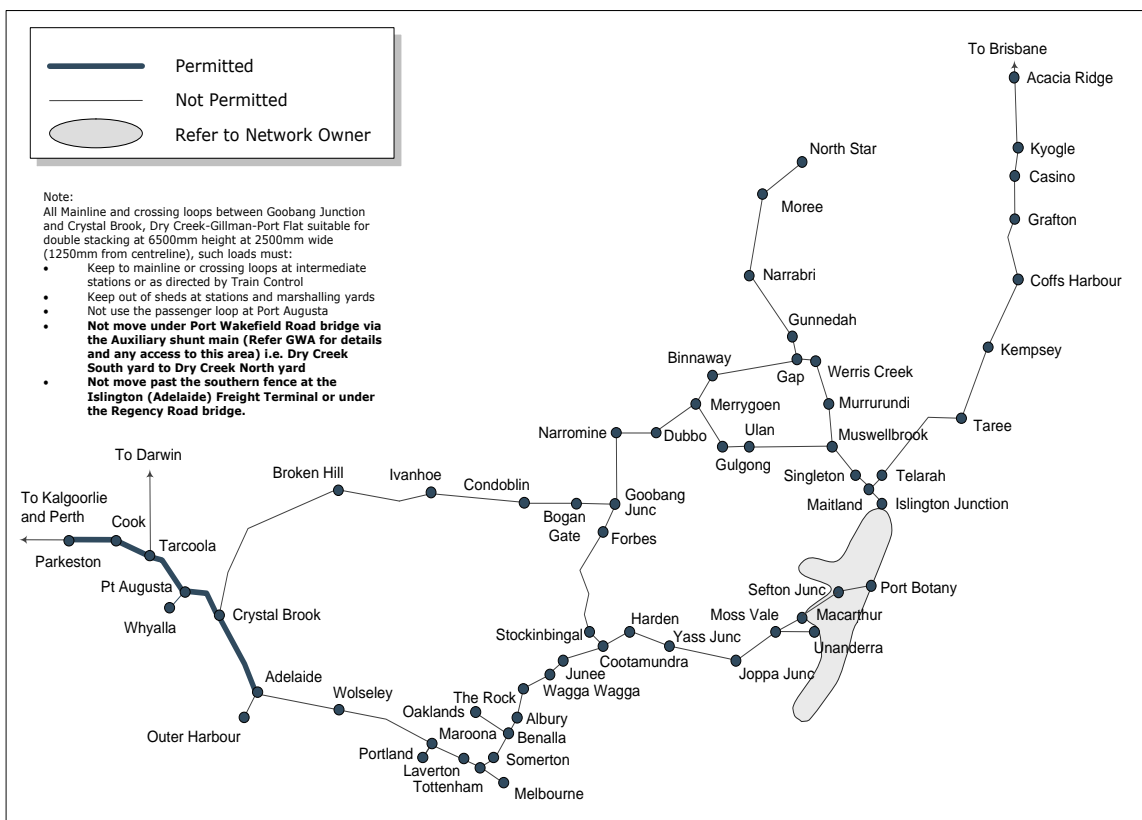 Permitted
Not Permitted
Refer to Network Owner
Note:
All Mainline and crossing loops between Goobang Junction
and Crystal Brook, Dry Creek-Gillman-Port Flat suitable for
double stacking at 6500mm height at 2500mm wide
(1250mm from centreline), such loads must:
• Keep to mainline or crossing loops at intermediate
stations or as directed by Train Control
• Keep out of sheds at stations and marshalling yards
• Not use the passenger loop at Port Augusta
• Not move under Port Wakefield Road bridge via
the Auxiliary shunt main (Refer GWA for details
and any access to this area) i.e. Dry Creek
South yard to Dry Creek North yard
• Not move past the southern fence at the
Islington (Adelaide) Freight Terminal or under
the Regency Road bridge.
To Brisbane
Acacia Ridge
Kyogle
Casino
Grafton
Coffs Harbour
Kempsey
Taree
North Star
Moree
Narrabri
Gunnedah
Binnaway
Gap
Werris Creek
Merrygoen
Murrurundi
Narromine
Dubbo
Ulan
Gulgong
Muswellbrook
Singleton
Telarah
Maitland
Islington Junction
To Darwin
To Kalgoorlie
and Perth
Cook
Tarcoola
Parkeston
Pt Augusta
Whyalla
Crystal Brook
Broken Hill
Ivanhoe
Condoblin
Bogan
Gate
Goobang
Junc
Forbes
Sefton Junc
Port Botany
Moss Vale
Macarthur
Unanderra
Stockinbingal
Harden
Yass Junc
Cootamundra
Joppa Junc
Junee
Wagga Wagga
The Rock
Oaklands
Albury
Benalla
Adelaide
Outer Harbour
Wolseley
Maroona
Portland
Laverton
Somerton
Tottenham
Melbourne